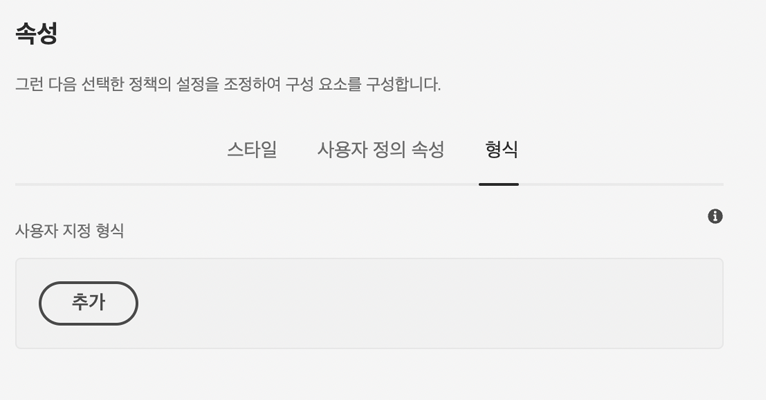 속성
그런 다음 선택한 정책의 설정을 조정하여 구성 요소를 구성합니다.
스타일 사용자 정의 속성 형식
사용자 지정 형식
추가